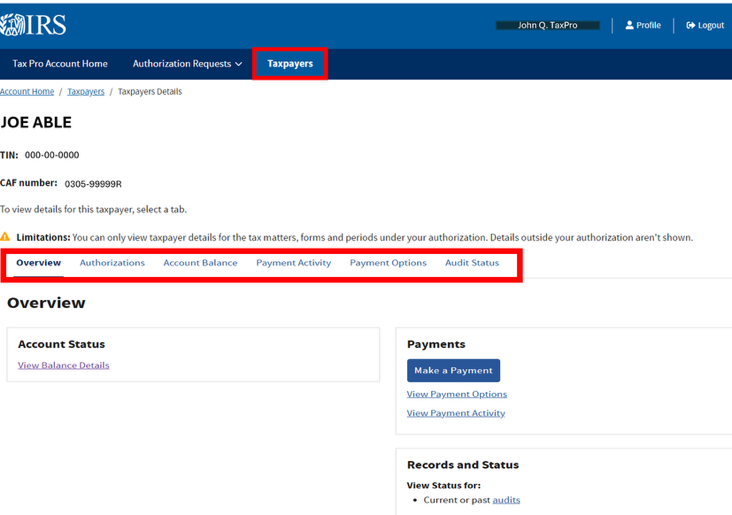 IRS
John Q. TaxPro Profile Logout
Tax Pro Account Home Authorization Requests Taxpayers
Account Home / Taxpayers / Taxpayers Details
JOE ABLE
TIN: 000-00-0000
CAF number: 0305-99999R
To view details for this taxpayer, select a tab.
Limitations: You can only view taxpayer details for the tax matters, forms and periods under your authorization. Details outside your authorization aren't shown.
Overview Authorizations Account Balance Payment Activity Payment Options Audit Status
Overview
Account Status
View Balance Details
Payments
Make a Payment
View Payment Options
View Payment Activity
Records and Status
View Status for:
• Current or past audits